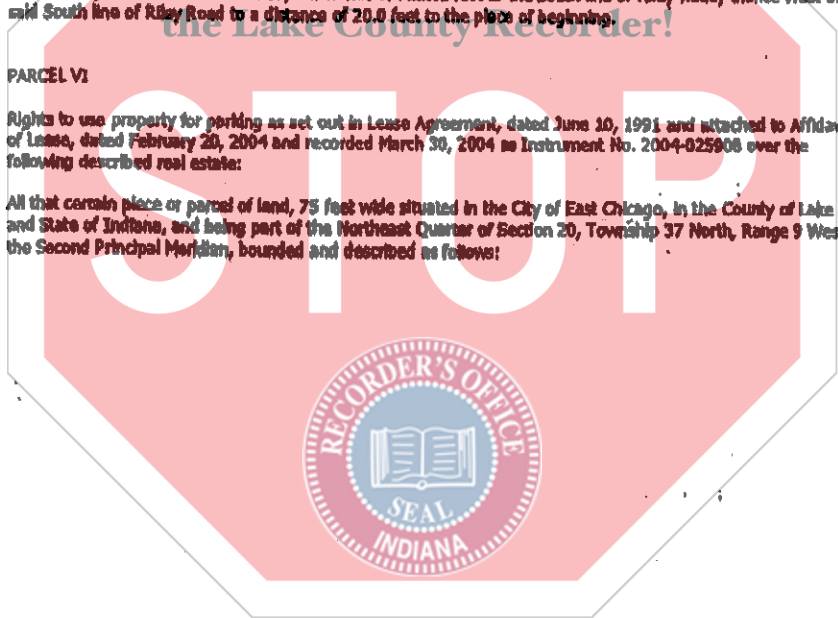 said South line of Riley Road to a distance of 20.0 feet to the place of beginning.
the Lake County Recorder!
PARCEL VI
Rights to use property for parking as set out in Lease Agreement, dated June 10, 1991 and attached to Affidav
of Lease, dated February 20, 2004 and recorded March 30, 2004 as Instrument No. 2004-025908 over the
following described real estate:
All that certain piece or parcel of land, 75 feet wide situated in the City of East Chicago, in the County of Lake
and State of Indiana, and being part of the Northeast Quarter of Section 20, Township 37 North, Range 9 Wes
the Second Principal Meridian, bounded and described as follows:
STOP
RECORDER'S OFFICE
SEAL
INDIANA